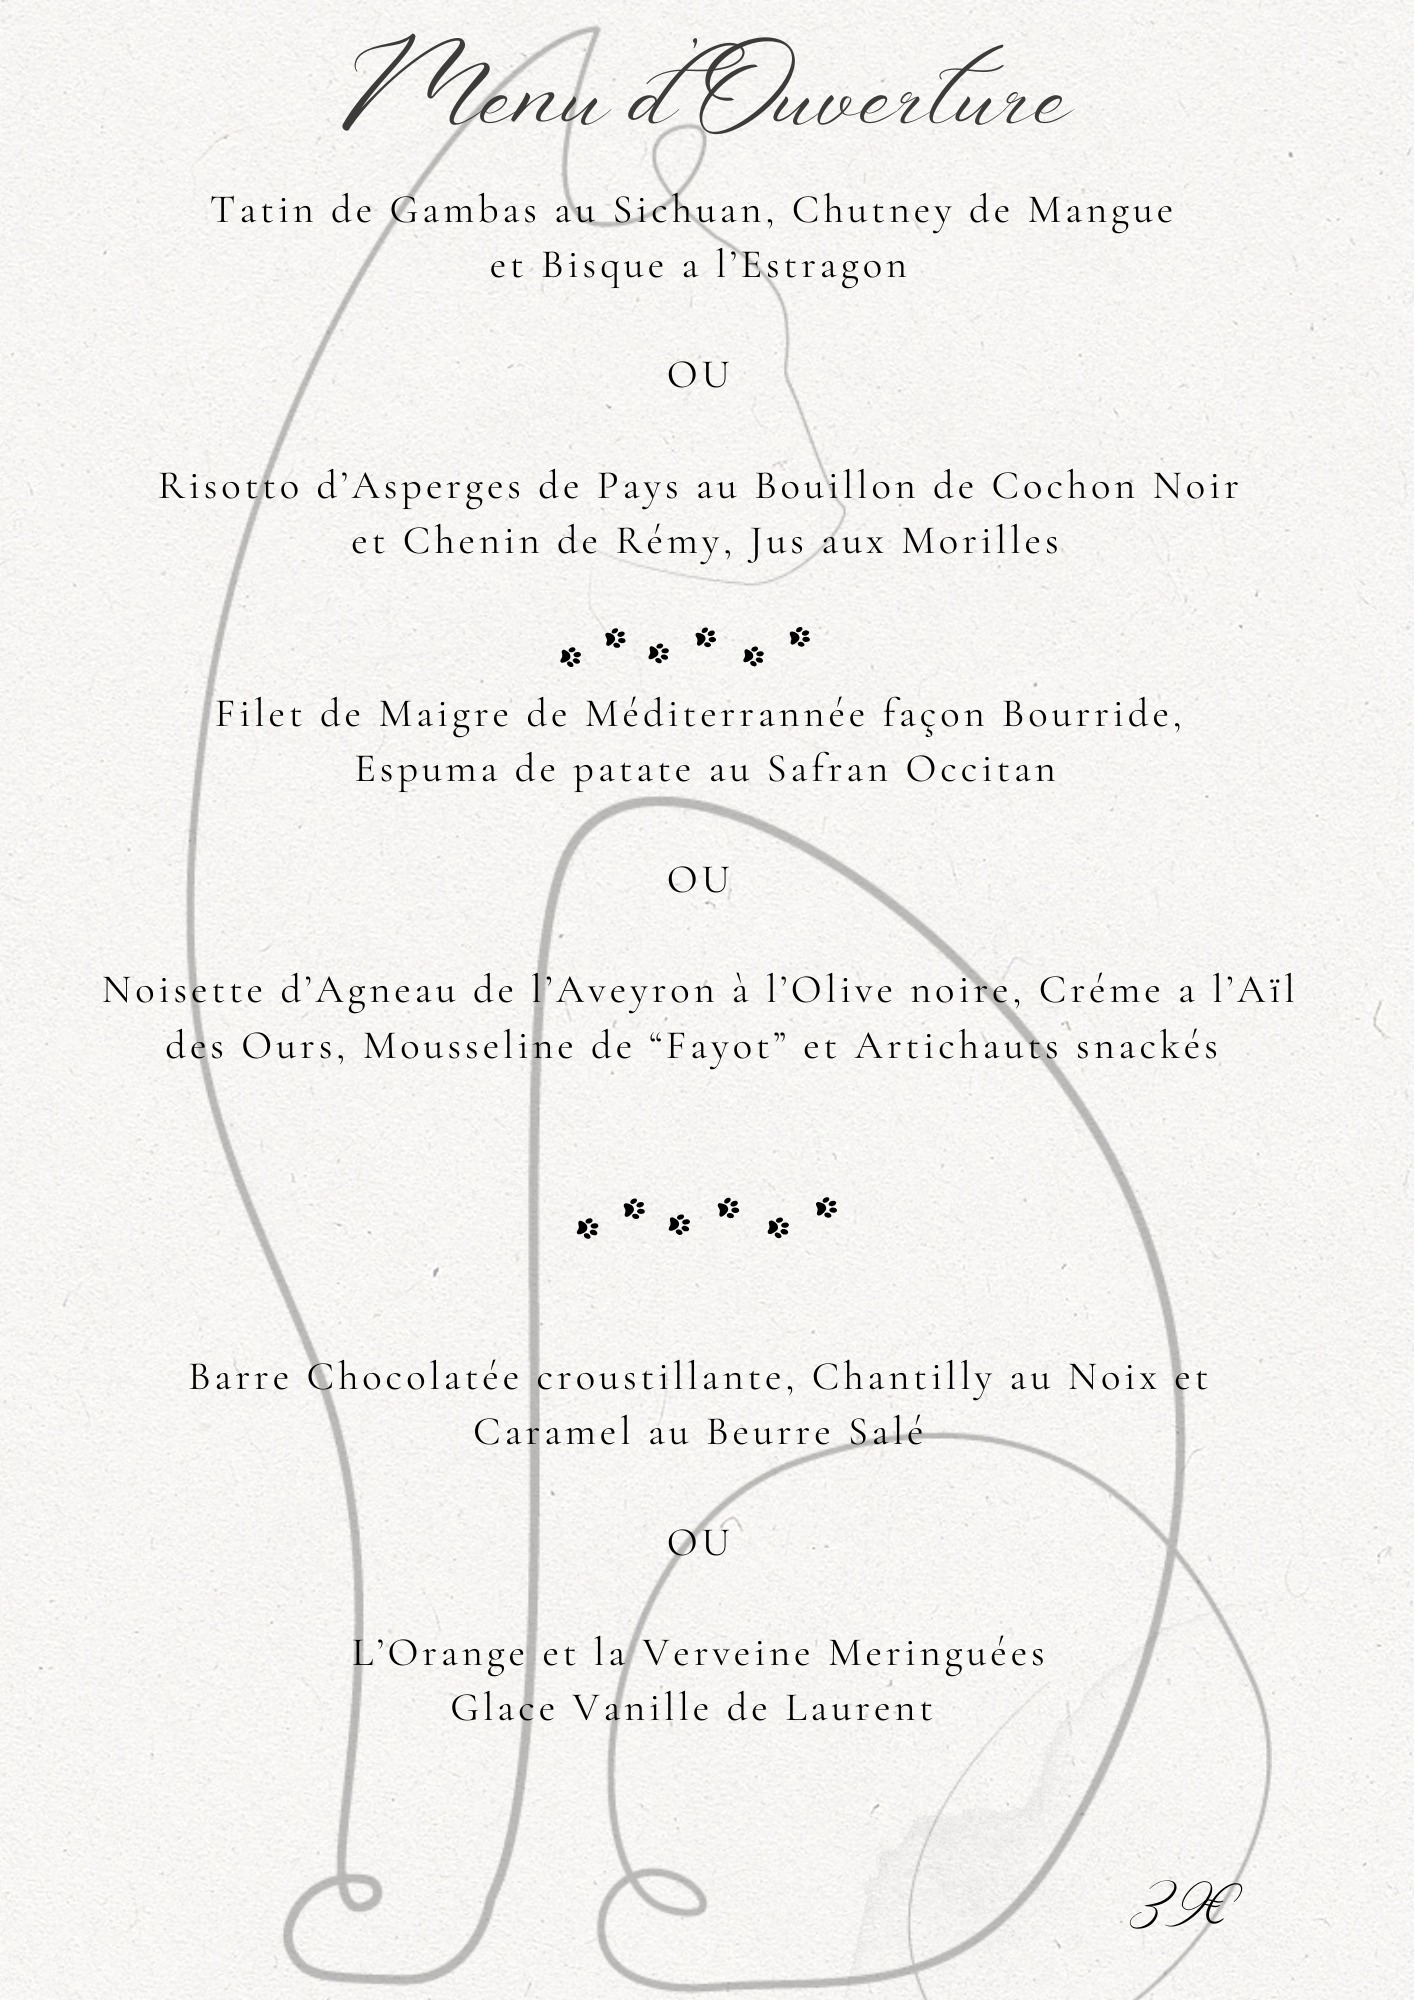 Menu d’Ouverture
Tatin de Gambas au Sichuan, Chutney de Mangue
et Bisque a l’Estragon
OU
Risotto d’Asperges de Pays au Bouillon de Cochon Noir
et Chenin de Rémy, Jus aux Morilles
Filet de Maigre de Méditerrannée façon Bourride,
Espuma de patate au Safran Occitan
OU
Noisette d’Agneau de l’Aveyron à l’Olive noire, Créme a l’Aïl
des Ours, Mousseline de “Fayot” et Artichauts snackés
Barre Chocolatée croustillante, Chantilly au Noix et
Caramel au Beurre Salé
OU
L’Orange et la Verveine Meringuées
Glace Vanille de Laurent
39€